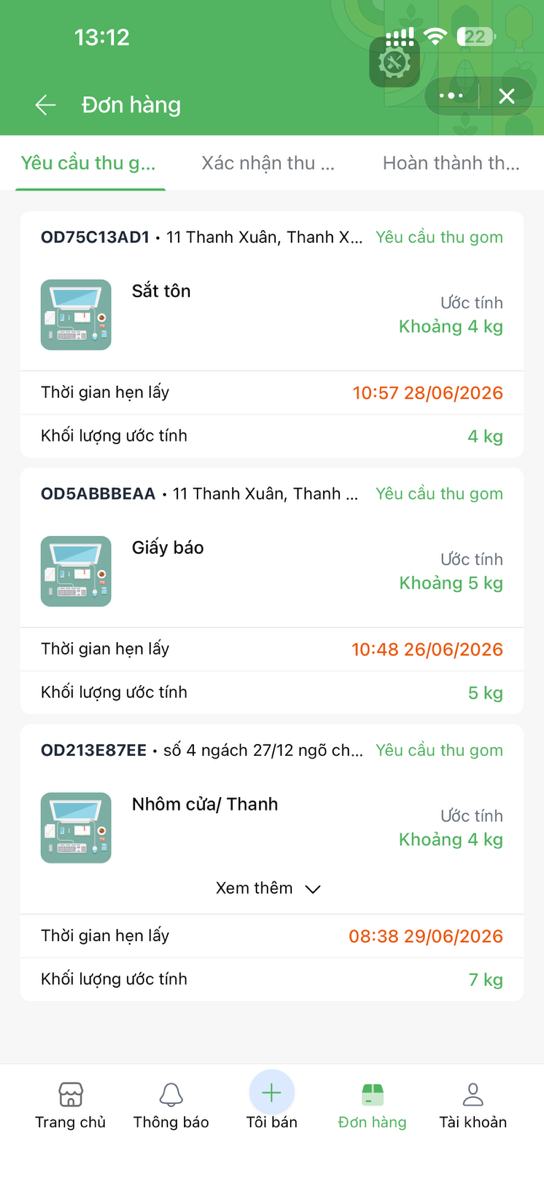 13:12
22
Đơn hàng
Yêu cầu thu g...
Xác nhận thu ...
Hoàn thành th...
OD75C13AD1 • 11 Thanh Xuân, Thanh X... Yêu cầu thu gom
Sắt tôn
Ước tính
Khoảng 4 kg
Thời gian hẹn lấy 10:57 28/06/2026
Khối lượng ước tính 4 kg
OD5ABBBEAA • 11 Thanh Xuân, Thanh ... Yêu cầu thu gom
Giấy báo
Ước tính
Khoảng 5 kg
Thời gian hẹn lấy 10:48 26/06/2026
Khối lượng ước tính 5 kg
OD213E87EE • số 4 ngách 27/12 ngõ ch... Yêu cầu thu gom
Nhôm cửa/ Thanh
Ước tính
Khoảng 4 kg
Xem thêm
Thời gian hẹn lấy 08:38 29/06/2026
Khối lượng ước tính 7 kg
Trang chủ
Thông báo
Tôi bán
Đơn hàng
Tài khoản